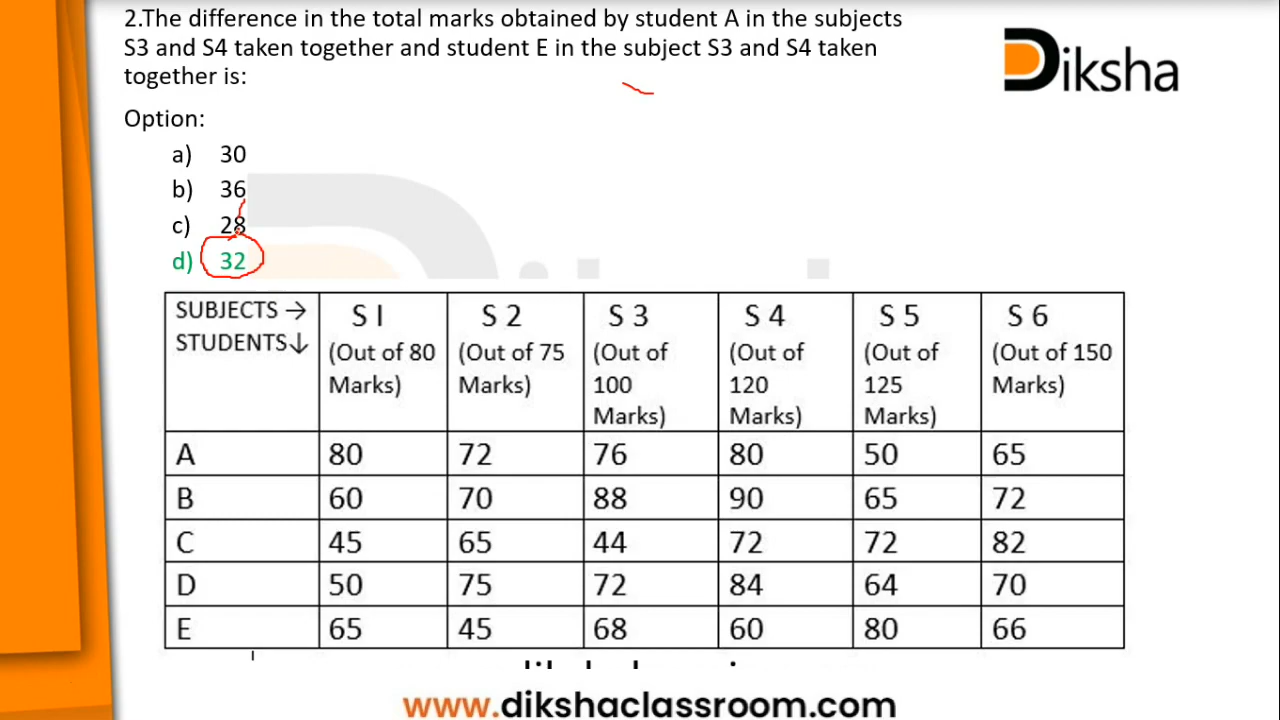 2.The difference in the total marks obtained by student A in the subjects
S3 and S4 taken together and student E in the subject S3 and S4 taken
together is:
Diksha
Option:
a) 30
b) 36
c) 28
d) 32
SUBJECTS → S 1 S 2 S 3 S 4 S 5 S 6
STUDENTS↓ (Out of 80 (Out of 75 (Out of (Out of (Out of (Out of 150
Marks) Marks) 100 120 125 Marks)
Marks) Marks) Marks)
A 80 72 76 80 50 65
B 60 70 88 90 65 72
C 45 65 44 72 72 82
D 50 75 72 84 64 70
E 65 45 68 60 80 66
www.dikshaclassroom.com